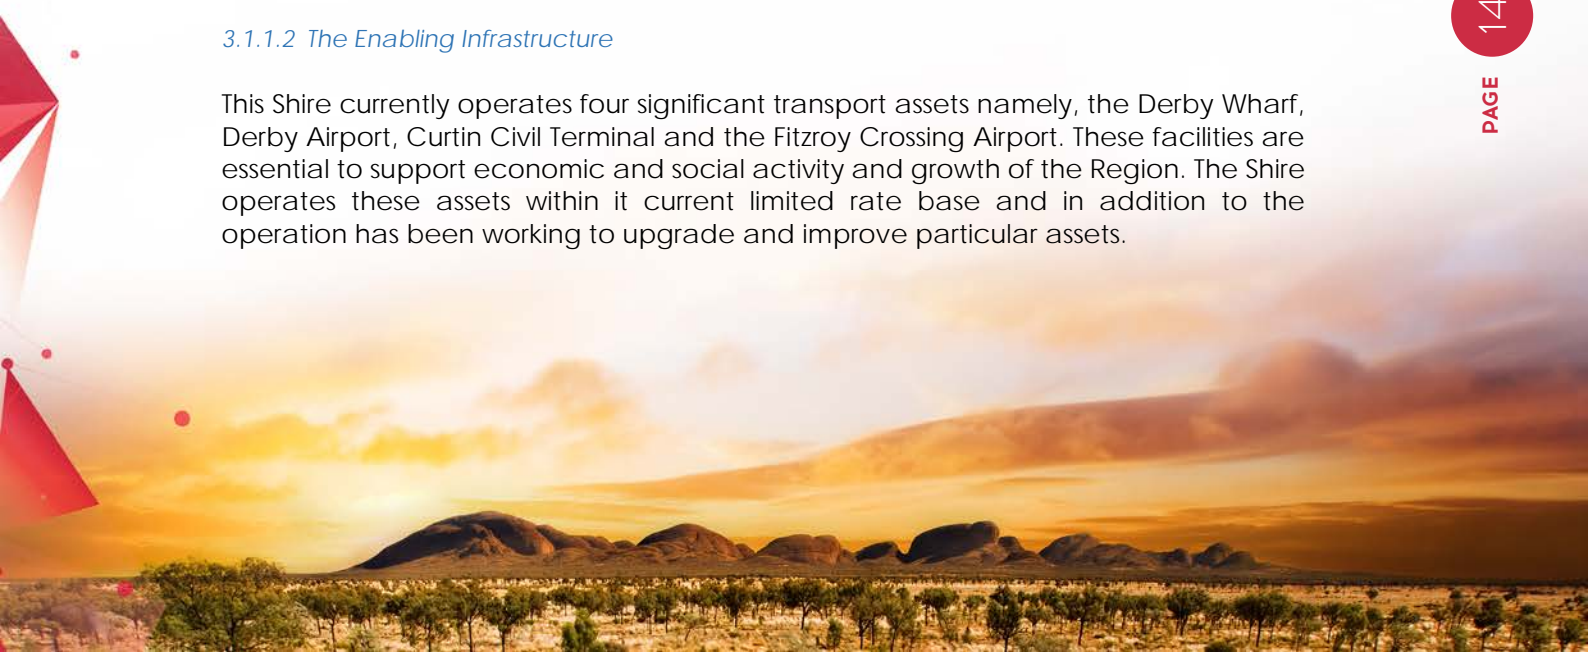 3.1.1.2 The Enabling Infrastructure
This Shire currently operates four significant transport assets namely, the Derby Wharf,
Derby Airport, Curtin Civil Terminal and the Fitzroy Crossing Airport. These facilities are
essential to support economic and social activity and growth of the Region. The Shire
operates these assets within it current limited rate base and in addition to the
operation has been working to upgrade and improve particular assets.
PAGE 14